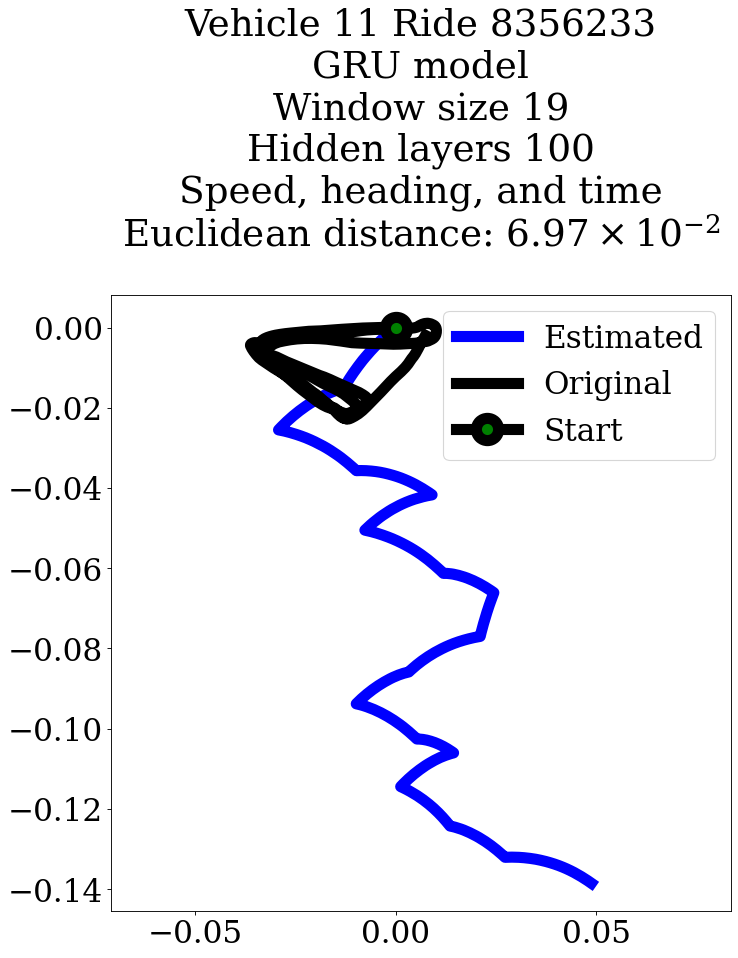 Vehicle 11 Ride 8356233
GRU model
Window size 19
Hidden layers 100
Speed, heading, and time
Euclidean distance: 6.97 × 10⁻²
Estimated
Original
Start
0.00
−0.02
−0.04
−0.06
−0.08
−0.10
−0.12
−0.14
−0.05
0.00
0.05